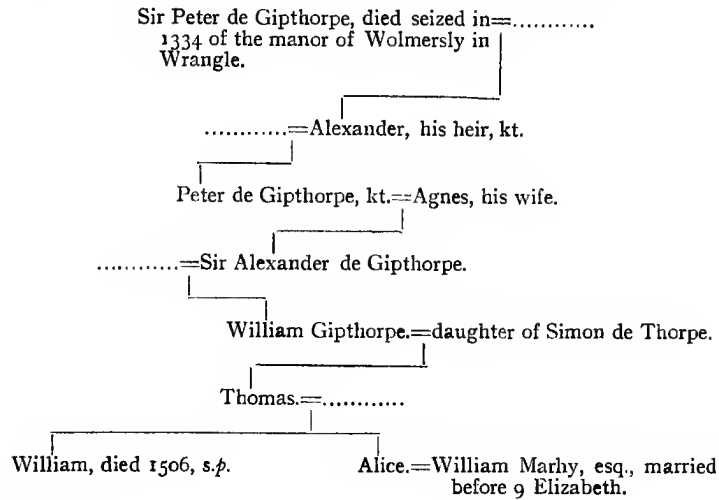 Sir Peter de Gipthorpe, died seized in=............
1334 of the manor of Wolmersly in
Wrangle.
............=Alexander, his heir, kt.
Peter de Gipthorpe, kt.=Agnes, his wife.
............=Sir Alexander de Gipthorpe.
William Gipthorpe.=daughter of Simon de Thorpe.
Thomas.=............
William, died 1506, s.p. Alice.=William Marhy, esq., married
before 9 Elizabeth.